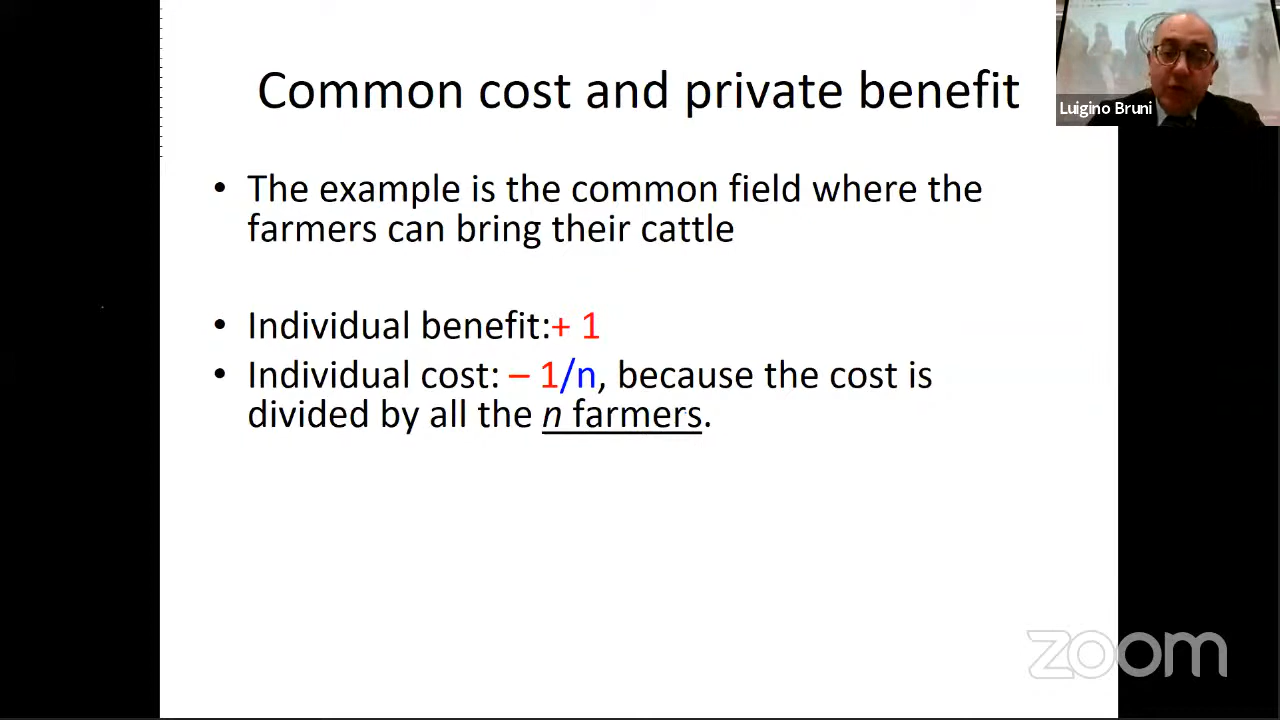 Common cost and private benefit
Luigino Bruni
• The example is the common field where the
farmers can bring their cattle
• Individual benefit:+ 1
• Individual cost: – 1/n, because the cost is
divided by all the n farmers.
zoom